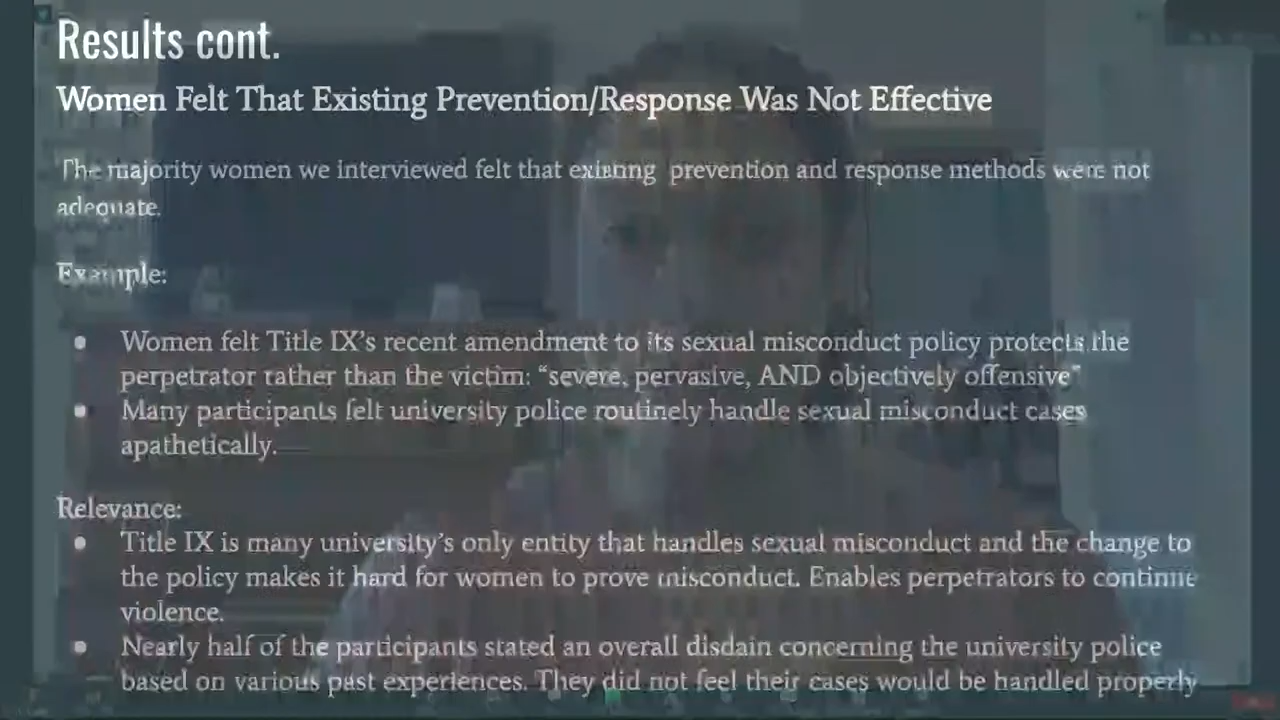 Results cont.
Women Felt That Existing Prevention/Response Was Not Effective
The majority women we interviewed felt that existing prevention and response methods were not
adequate.
Example:
● Women felt Title IX's recent amendment to its sexual misconduct policy protects the
perpetrator rather than the victim: “severe, pervasive, AND objectively offensive”
● Many participants felt university police routinely handle sexual misconduct cases
apathetically.
Relevance:
● Title IX is many university's only entity that handles sexual misconduct and the change to
the policy makes it hard for women to prove misconduct. Enables perpetrators to continue
violence.
● Nearly half of the participants stated an overall disdain concerning the university police
based on various past experiences. They did not feel their cases would be handled properly